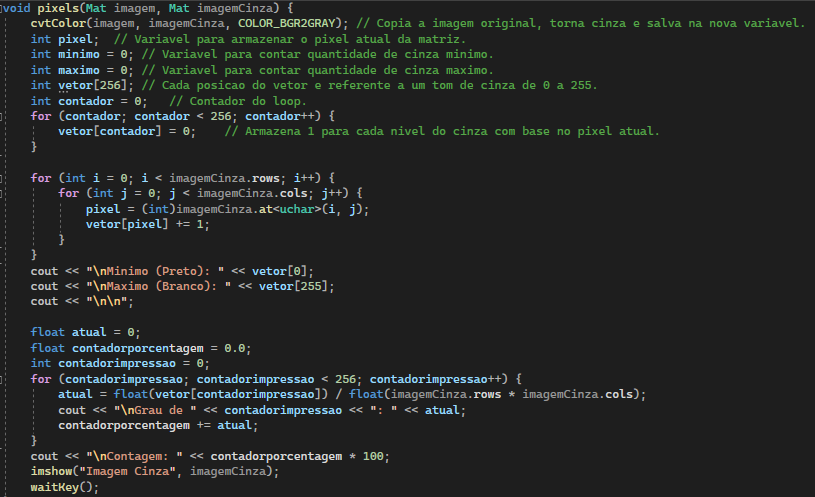 void pixels(Mat imagem, Mat imagemCinza) {
cvtColor(imagem, imagemCinza, COLOR_BGR2GRAY); // Copia a imagem original, torna cinza e salva na nova variavel.
int pixel;  // Variavel para armazenar o pixel atual da matriz.
int minimo = 0; // Variavel para contar quantidade de cinza minimo.
int maximo = 0; // Variavel para contar quantidade de cinza maximo.
int vetor[256]; // Cada posicao do vetor e referente a um tom de cinza de 0 a 255.
int contador = 0;   // Contador do loop.
for (contador; contador < 256; contador++) {
vetor[contador] = 0;    // Armazena 1 para cada nivel do cinza com base no pixel atual.
}
for (int i = 0; i < imagemCinza.rows; i++) {
for (int j = 0; j < imagemCinza.cols; j++) {
pixel = (int)imagemCinza.at<uchar>(i, j);
vetor[pixel] += 1;
}
}
cout << "\nMinimo (Preto): " << vetor[0];
cout << "\nMaximo (Branco): " << vetor[255];
cout << "\n\n";
float atual = 0;
float contadorporcentagem = 0.0;
int contadorimpressao = 0;
for (contadorimpressao; contadorimpressao < 256; contadorimpressao++) {
atual = float(vetor[contadorimpressao]) / float(imagemCinza.rows * imagemCinza.cols);
cout << "\nGrau de " << contadorimpressao << ": " << atual;
contadorporcentagem += atual;
}
cout << "\nContagem: " << contadorporcentagem * 100;
imshow("Imagem Cinza", imagemCinza);
waitKey();